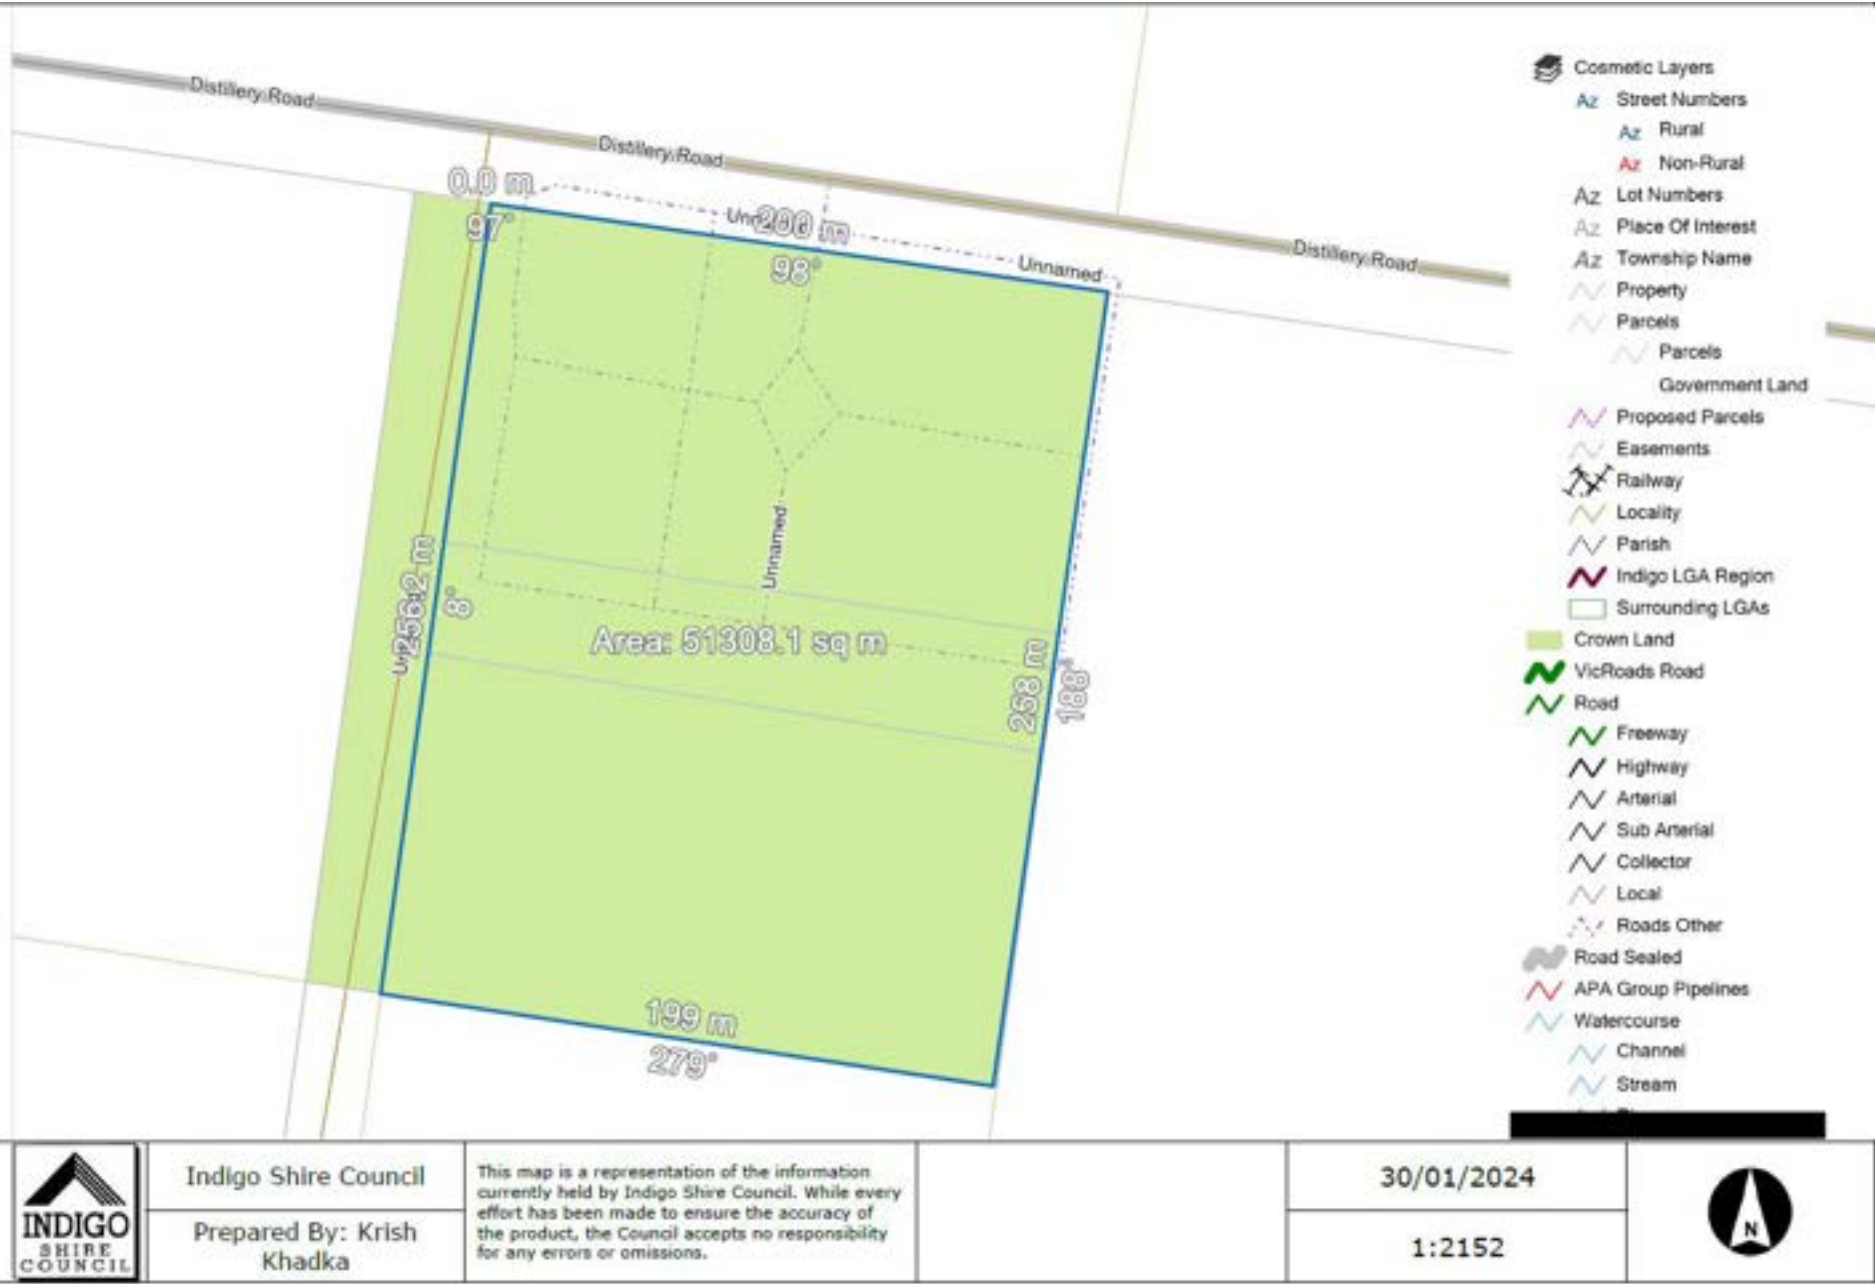 Distillery Road
Distillery Road
Distillery Road
0.0 m
97°
200 m
98°
Unnamed
Unnamed
256.2 m
8°
Area: 51308.1 sq m
258 m
188°
199 m
279°
Cosmetic Layers
Az Street Numbers
Az Rural
Az Non-Rural
Az Lot Numbers
Az Place Of Interest
Az Township Name
Property
Parcels
Parcels
Government Land
Proposed Parcels
Easements
Railway
Locality
Parish
Indigo LGA Region
Surrounding LGAs
Crown Land
VicRoads Road
Road
Freeway
Highway
Arterial
Sub Arterial
Collector
Local
Roads Other
Road Sealed
APA Group Pipelines
Watercourse
Channel
Stream
INDIGO
SHIRE
COUNCIL
Indigo Shire Council
Prepared By: Krish
Khadka
This map is a representation of the information
currently held by Indigo Shire Council. While every
effort has been made to ensure the accuracy of
the product, the Council accepts no responsibility
for any errors or omissions.
30/01/2024
1:2152
N